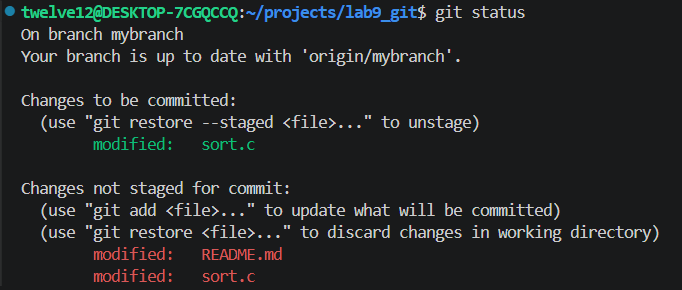 twelve12@DESKTOP-7CGQCCQ:~/projects/lab9_git$ git status
On branch mybranch
Your branch is up to date with 'origin/mybranch'.

Changes to be committed:
  (use "git restore --staged <file>..." to unstage)
        modified:   sort.c

Changes not staged for commit:
  (use "git add <file>..." to update what will be committed)
  (use "git restore <file>..." to discard changes in working directory)
        modified:   README.md
        modified:   sort.c